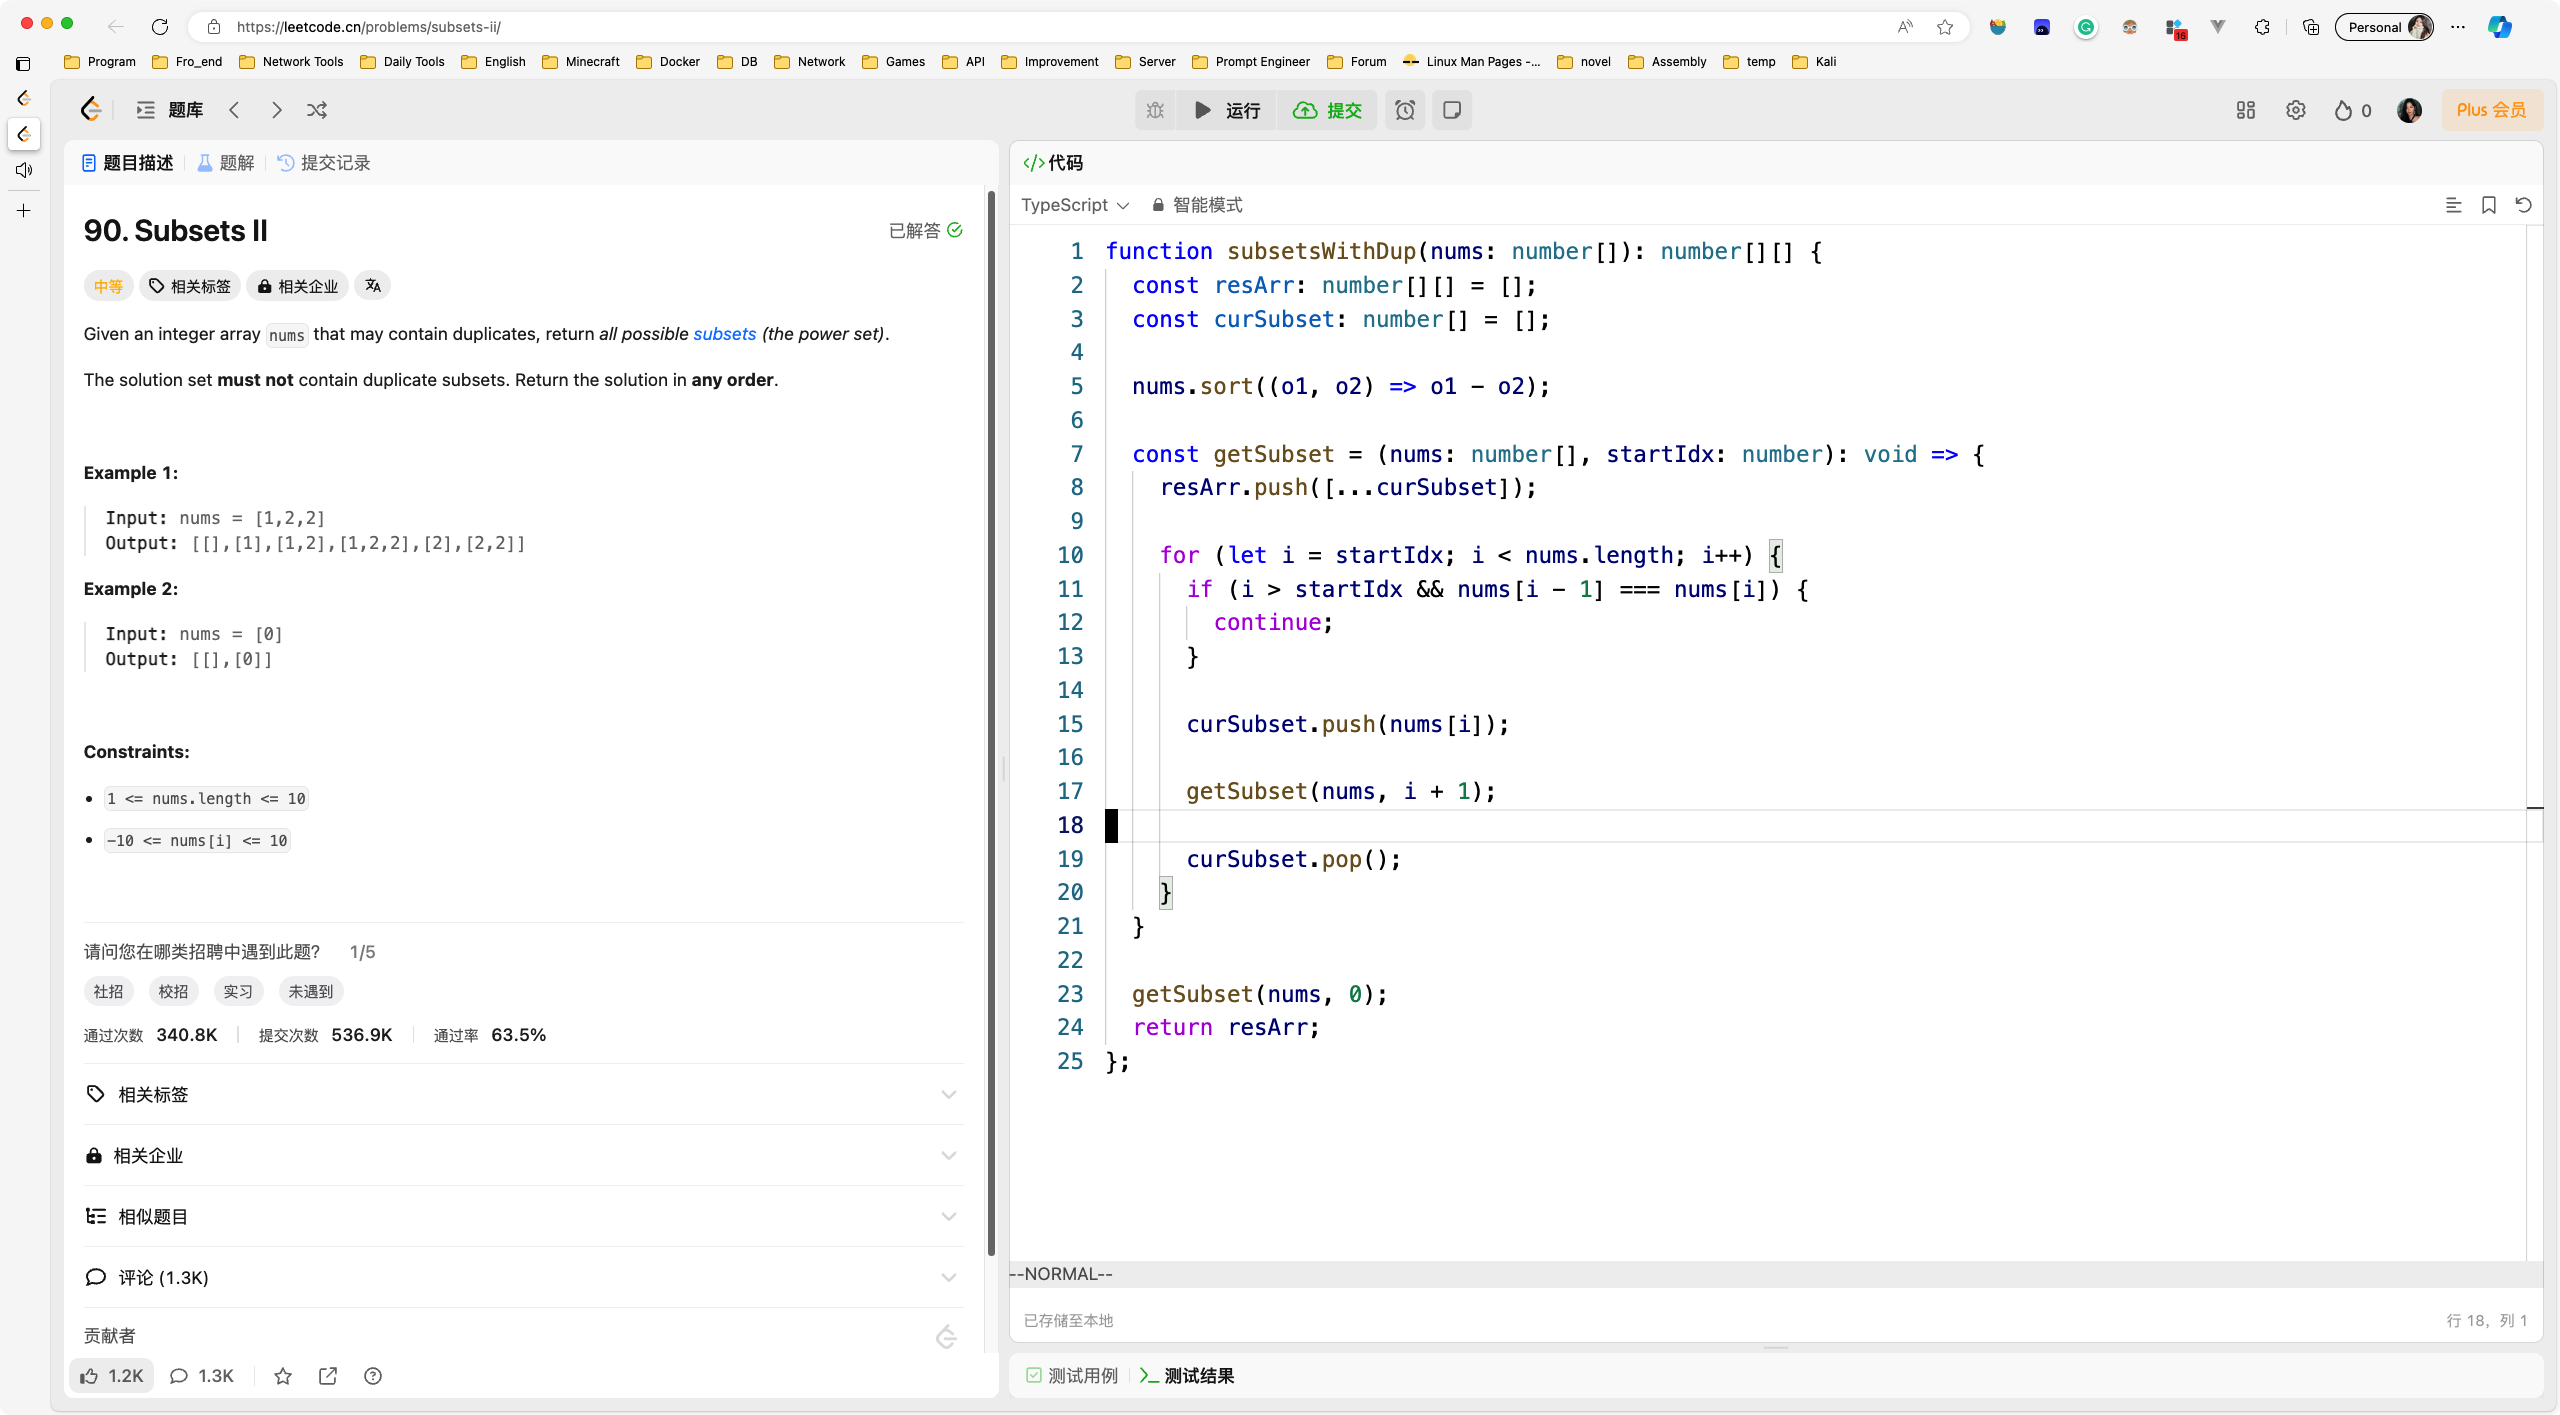 https://leetcode.cn/problems/subsets-ii/
Personal
16
Program
Fro_end
Network Tools
Daily Tools
English
Minecraft
Docker
DB
Network
Games
API
Improvement
Server
Prompt Engineer
Forum
Linux Man Pages -...
novel
Assembly
temp
Kali
题库
运行
提交
0
Plus 会员
题目描述
题解
提交记录
90. Subsets II
已解答
中等
相关标签
相关企业
Given an integer array nums that may contain duplicates, return all possible subsets (the power set).
The solution set must not contain duplicate subsets. Return the solution in any order.
Example 1:
Input: nums = [1,2,2]
Output: [[],[1],[1,2],[1,2,2],[2],[2,2]]
Example 2:
Input: nums = [0]
Output: [[],[0]]
Constraints:
1 <= nums.length <= 10
-10 <= nums[i] <= 10
请问您在哪类招聘中遇到此题?
1/5
社招
校招
实习
未遇到
通过次数 340.8K
提交次数 536.9K
通过率 63.5%
相关标签
相关企业
相似题目
评论 (1.3K)
贡献者
1.2K
1.3K
代码
TypeScript
智能模式
1 function subsetsWithDup(nums: number[]): number[][] {
2 const resArr: number[][] = [];
3 const curSubset: number[] = [];
4
5 nums.sort((o1, o2) => o1 - o2);
6
7 const getSubset = (nums: number[], startIdx: number): void => {
8 resArr.push([...curSubset]);
9
10 for (let i = startIdx; i < nums.length; i++) {
11 if (i > startIdx && nums[i - 1] === nums[i]) {
12 continue;
13 }
14
15 curSubset.push(nums[i]);
16
17 getSubset(nums, i + 1);
18
19 curSubset.pop();
20 }
21 }
22
23 getSubset(nums, 0);
24 return resArr;
25 };
--NORMAL--
已存储至本地
行 18, 列 1
测试用例
测试结果